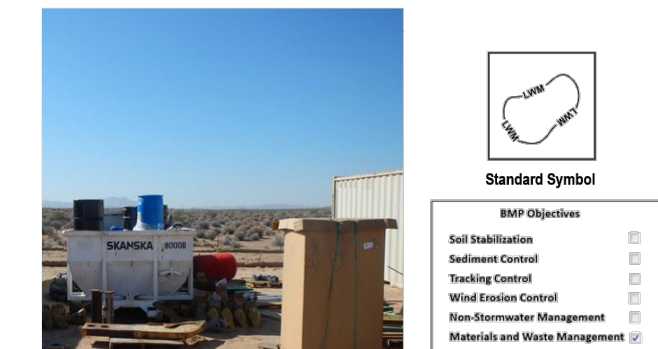 SKANSKA 8000B
LWM
LWM
LWM
Standard Symbol
BMP Objectives
Soil Stabilization
Sediment Control
Tracking Control
Wind Erosion Control
Non-Stormwater Management
Materials and Waste Management